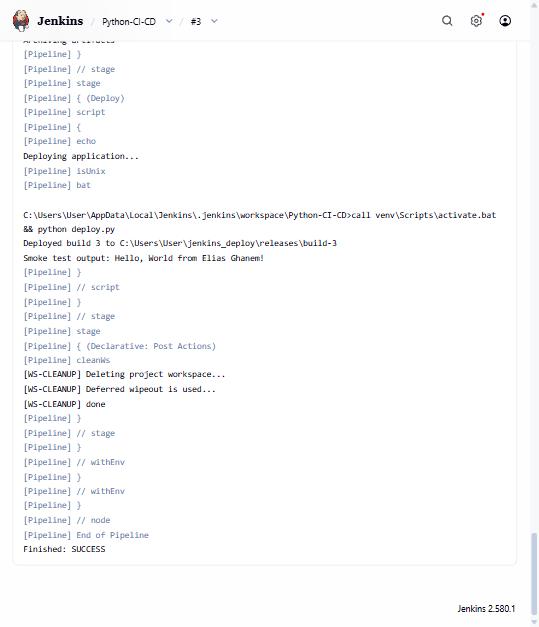 Jenkins / Python-CI-CD / #3
Archiving artifacts
[Pipeline] }
[Pipeline] // stage
[Pipeline] stage
[Pipeline] { (Deploy)
[Pipeline] script
[Pipeline] {
[Pipeline] echo
Deploying application...
[Pipeline] isUnix
[Pipeline] bat
C:\Users\User\AppData\Local\Jenkins\.jenkins\workspace\Python-CI-CD>call venv\Scripts\activate.bat
&& python deploy.py
Deployed build 3 to C:\Users\User\jenkins_deploy\releases\build-3
Smoke test output: Hello, World from Elias Ghanem!
[Pipeline] }
[Pipeline] // script
[Pipeline] }
[Pipeline] // stage
[Pipeline] stage
[Pipeline] { (Declarative: Post Actions)
[Pipeline] cleanWs
[WS-CLEANUP] Deleting project workspace...
[WS-CLEANUP] Deferred wipeout is used...
[WS-CLEANUP] done
[Pipeline] }
[Pipeline] // stage
[Pipeline] }
[Pipeline] // withEnv
[Pipeline] }
[Pipeline] // withEnv
[Pipeline] }
[Pipeline] // node
[Pipeline] End of Pipeline
Finished: SUCCESS
Jenkins 2.580.1